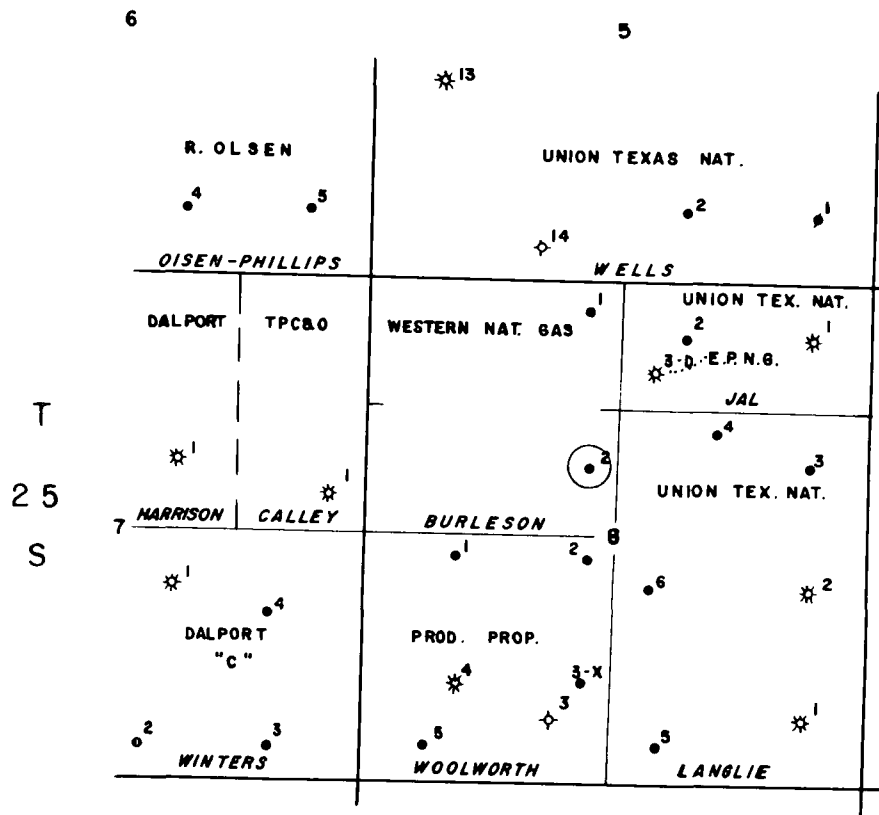 6
5
13
R. OLSEN
UNION TEXAS NAT.
4
5
2
1
14
OlSEN-PHILLIPS
WELLS
DALPORT
TPC&O
WESTERN NAT. GAS
1
UNION TEX. NAT.
2
1
3-D E.P.N.G.
JAL
T
4
1
1
2
3
25
UNION TEX. NAT.
HARRISON
CALLEY
BURLESON
7
8
S
1
1
2
4
6
2
DALPORT
"C"
PROD. PROP.
4
3-X
3
1
2
3
5
5
WINTERS
WOOLWORTH
LANGLIE